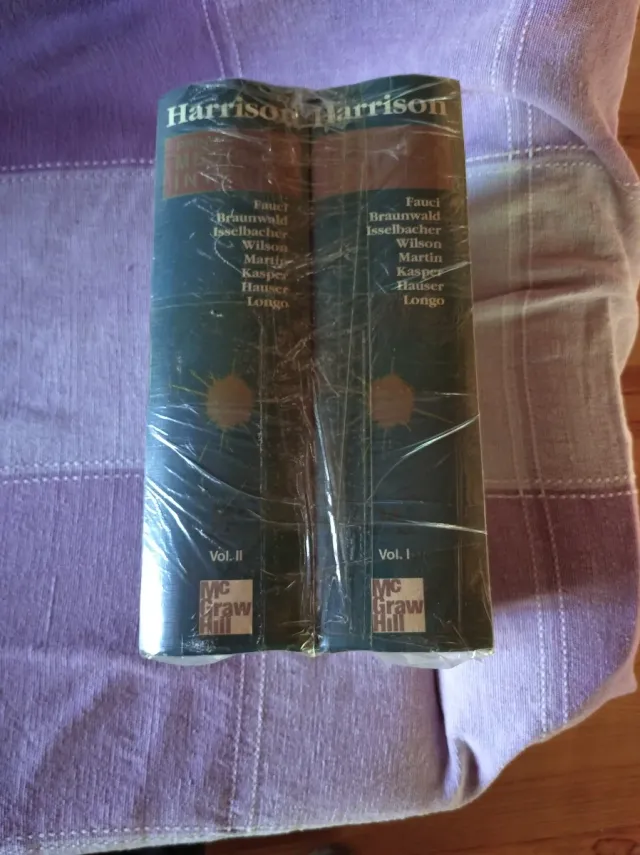 Harrison
Fauci
Braunwald
Isselbacher
Wilson
Martin
Kasper
Hauser
Longo
Vol. II
Mc
Graw
Hill
Harrison
Fauci
Braunwald
Isselbacher
Wilson
Martin
Kasper
Hauser
Longo
Vol. I
Mc
Graw
Hill